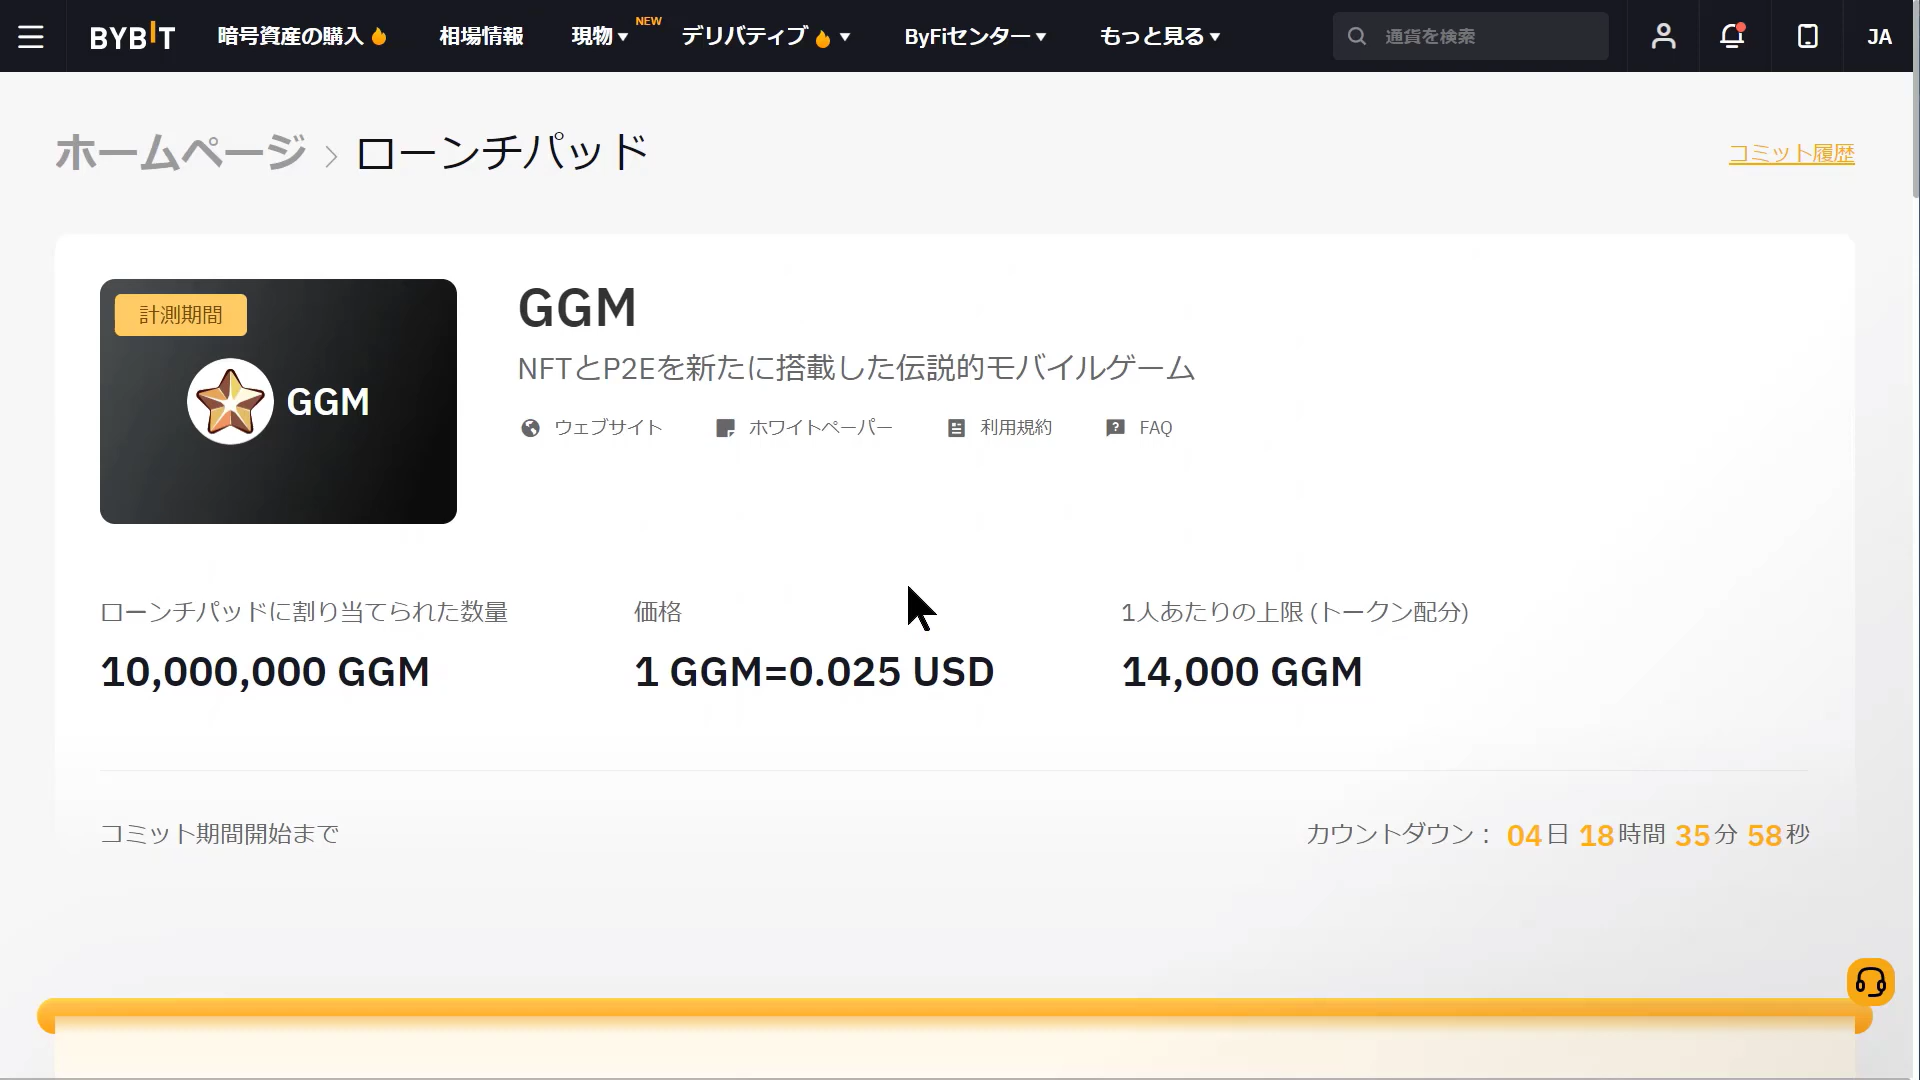 BYBIT 暗号資産の購入 相場情報 現物 NEW デリバティブ ByFiセンター もっと見る 通貨を検索 JA
ホームページ > ローンチパッド コミット履歴
計測期間
GGM
GGM
NFTとP2Eを新たに搭載した伝説的モバイルゲーム
ウェブサイト ホワイトペーパー 利用規約 FAQ
ローンチパッドに割り当てられた数量 価格 1人あたりの上限 (トークン配分)
10,000,000 GGM 1 GGM=0.025 USD 14,000 GGM
コミット期間開始まで カウントダウン： 04日 18時間 35分 58秒